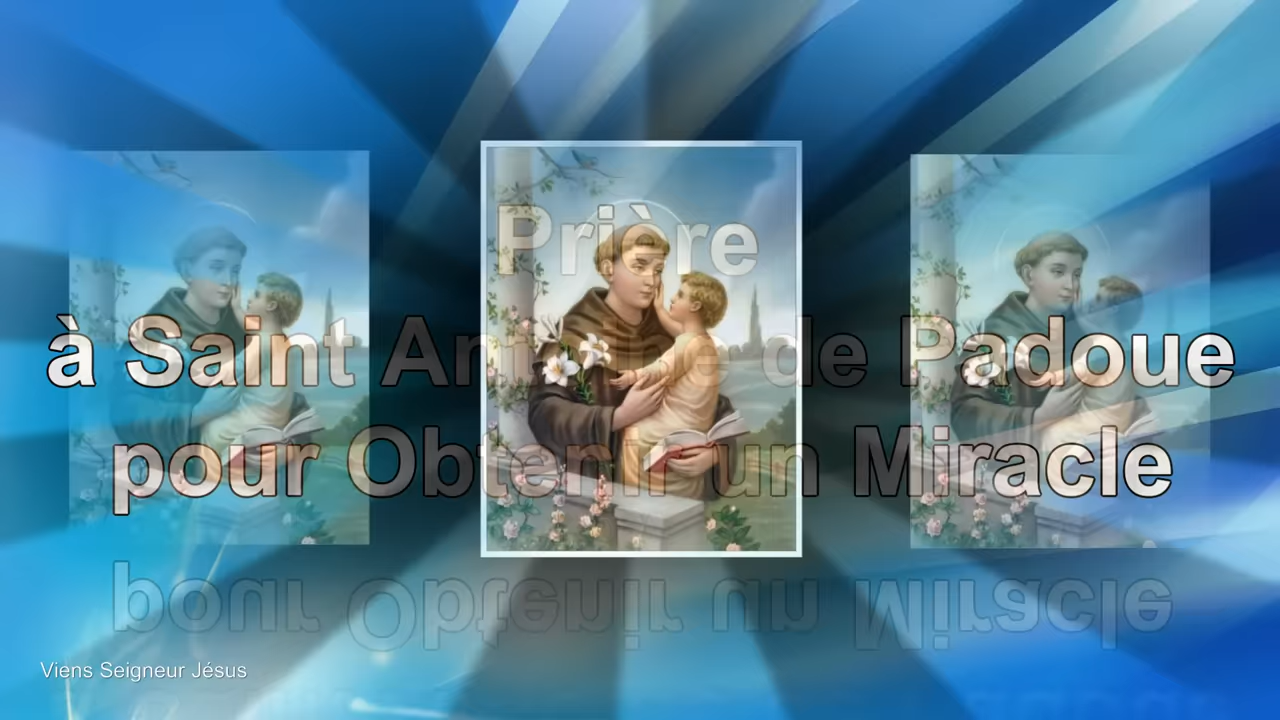 Prière
à Saint Antoine de Padoue
pour Obtenir un Miracle
Viens Seigneur Jésus